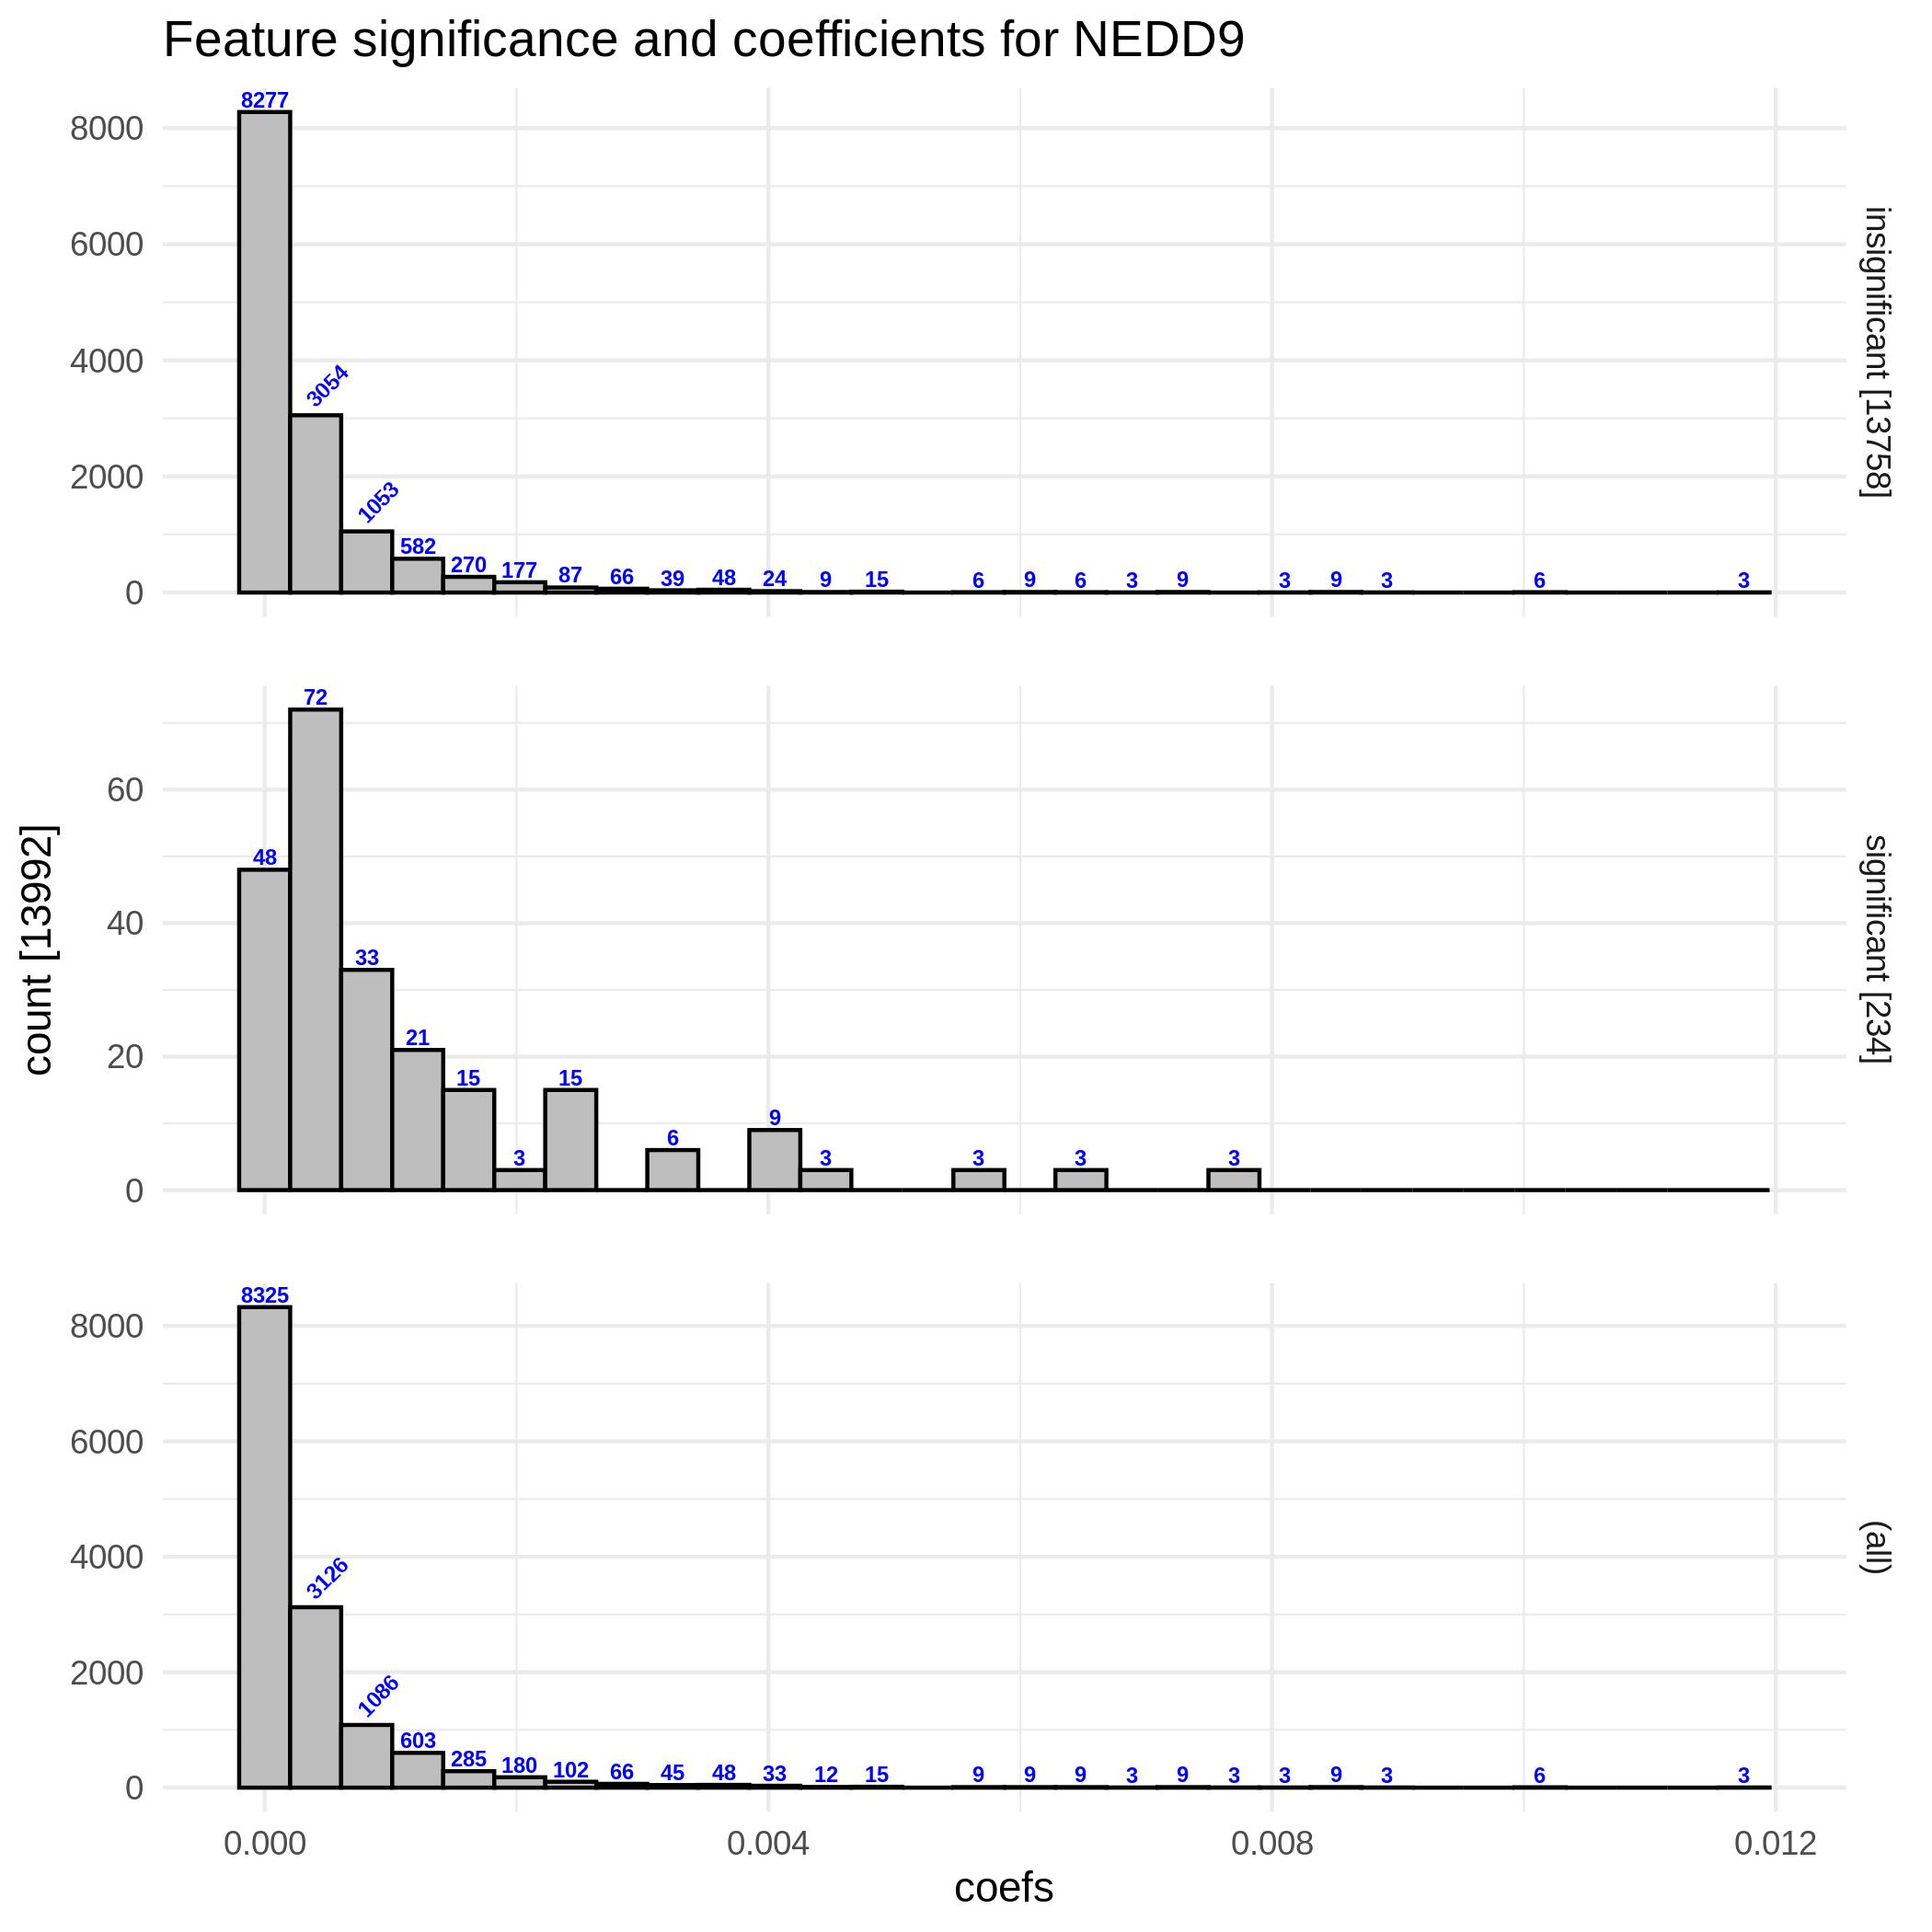 Feature significance and coefficients for NEDD9
8277
8000
6000
4000
3054
2000
1053
582 270 177 87 66 39 48 24 9 15 6 9 6 3 9 3 9 3 6 3
0
insignificant [13758]
72
60
48
40
33
21
20
15 3 15 6 9 3 3 3 3
0
significant [234]
count [13992]
8325
8000
6000
4000
3126
2000
1086
603 285 180 102 66 45 48 33 12 15 9 9 9 3 9 3 3 9 3 6 3
0
(all)
0.000 0.004 0.008 0.012
coefs